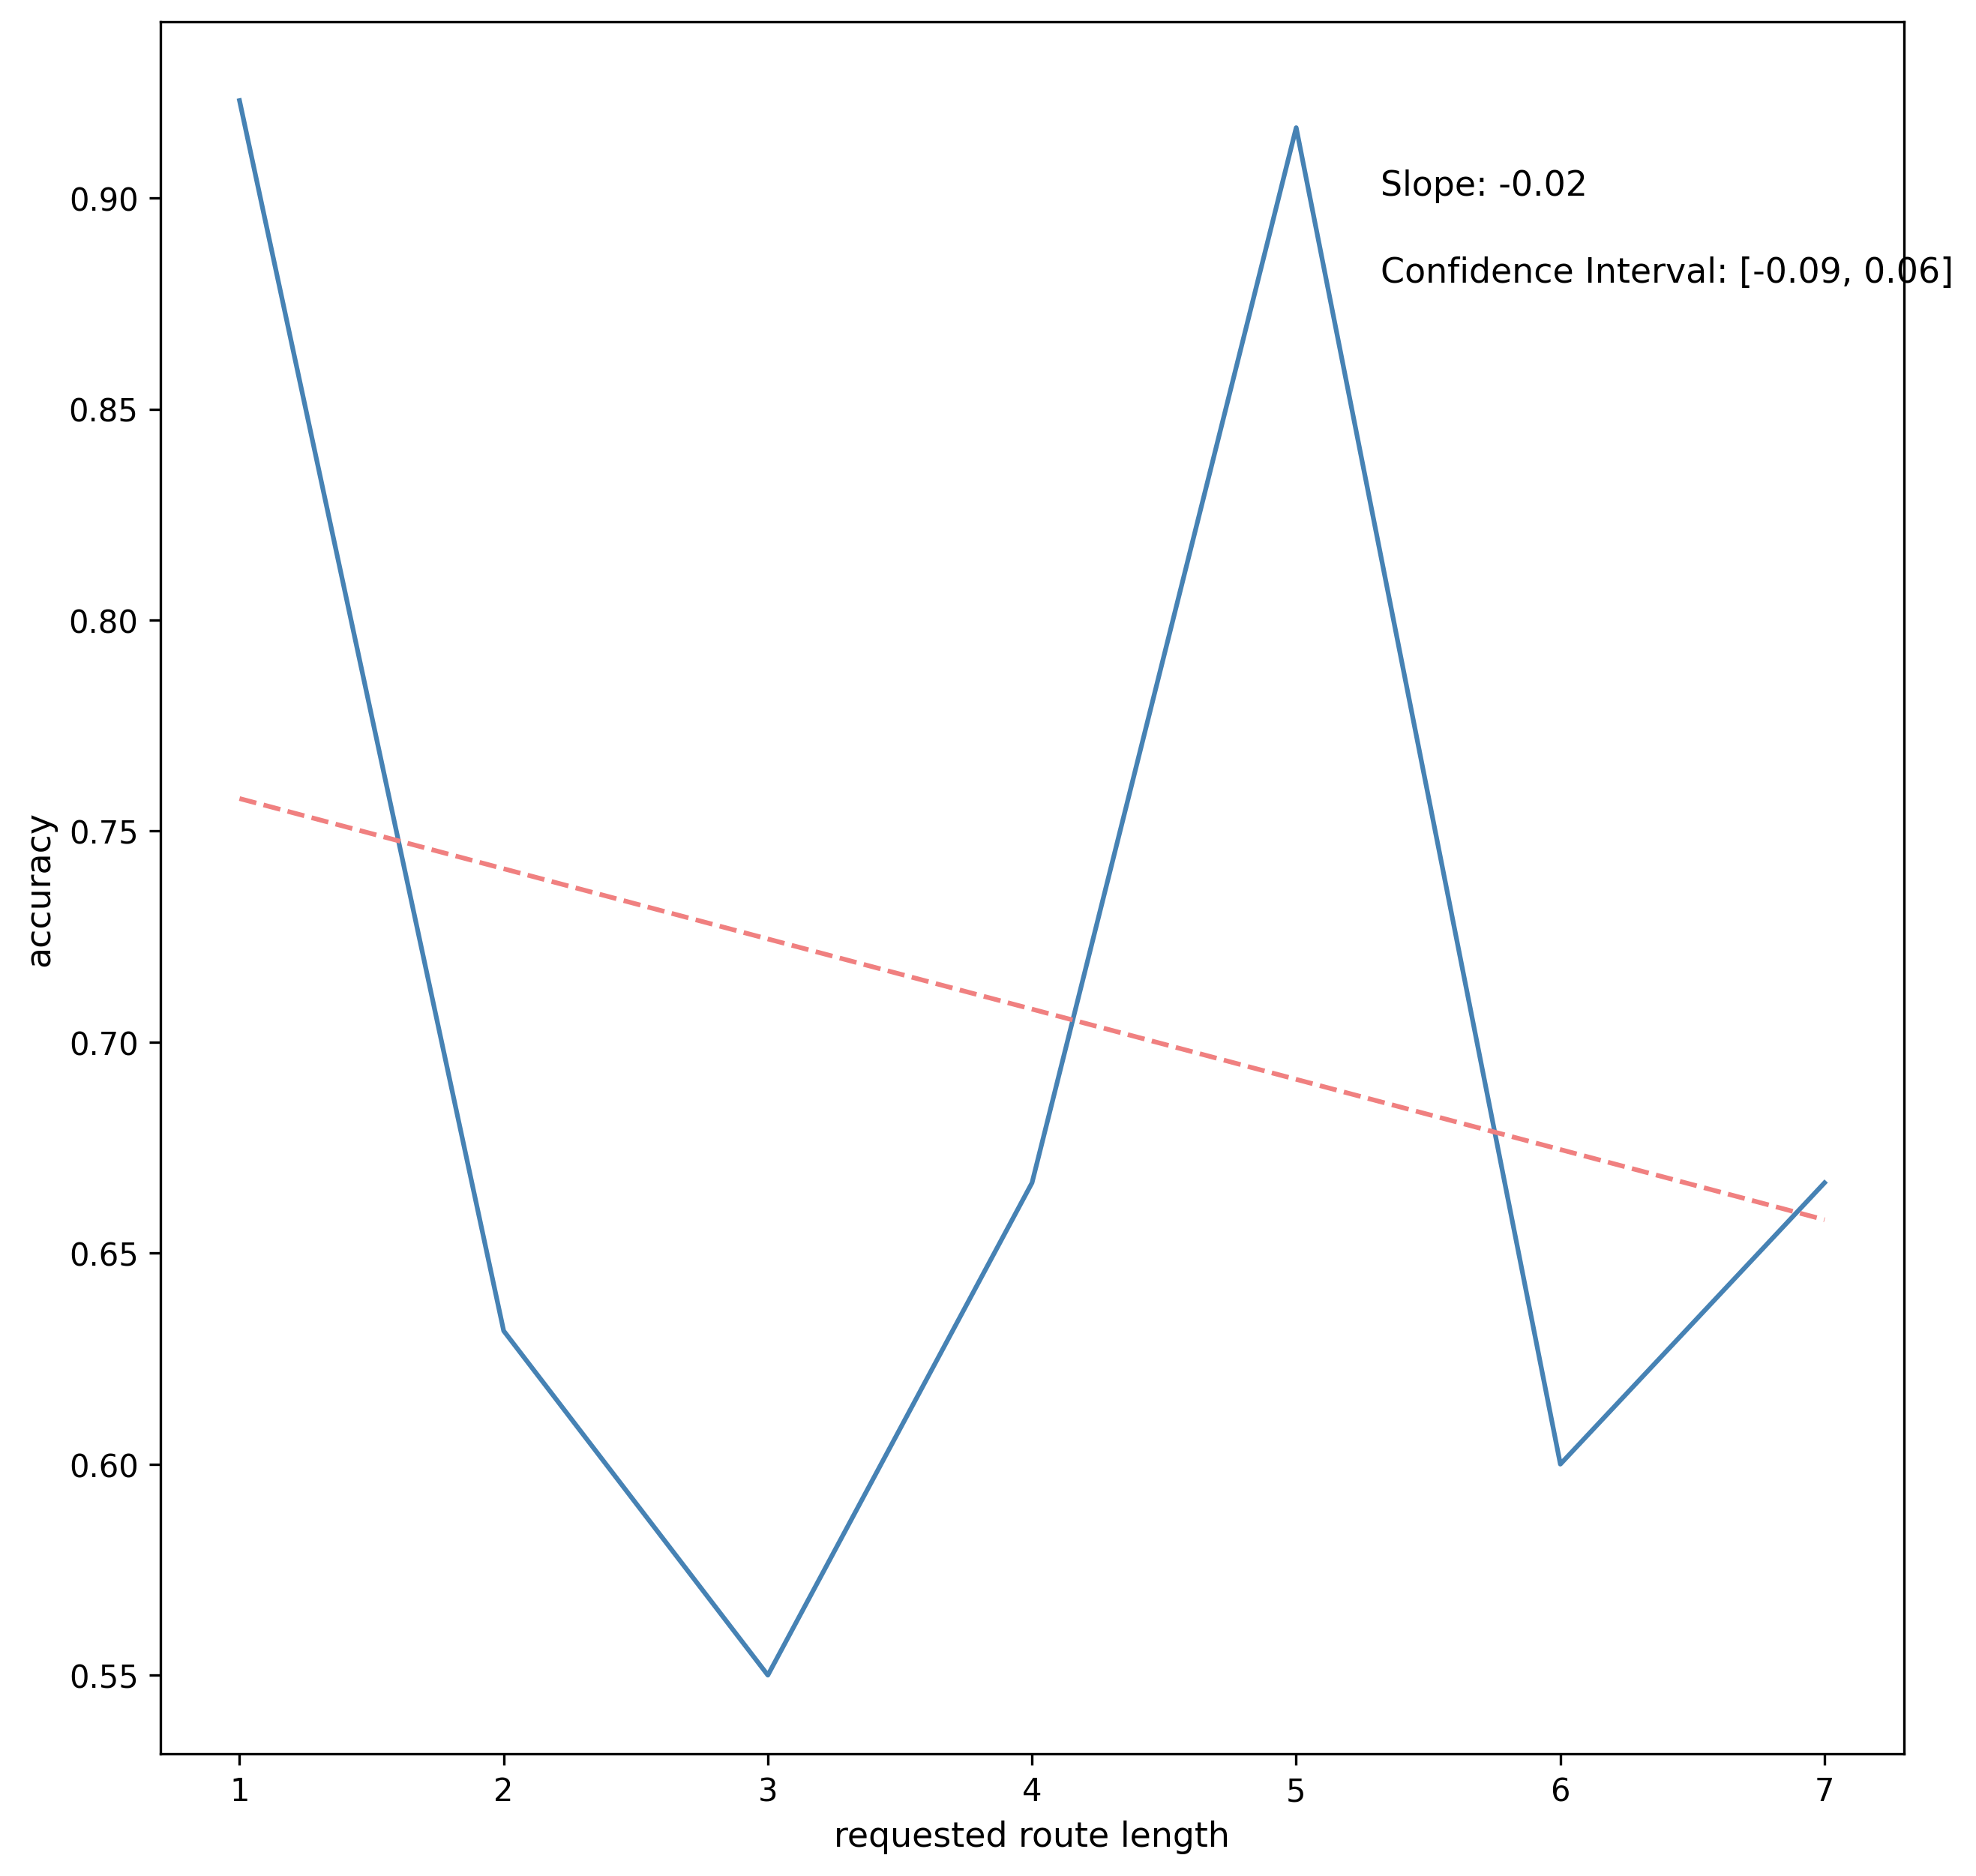 Slope: -0.02
Confidence Interval: [-0.09, 0.06]
0.90
0.85
0.80
0.75
0.70
0.65
0.60
0.55
accuracy
1 2 3 4 5 6 7
requested route length